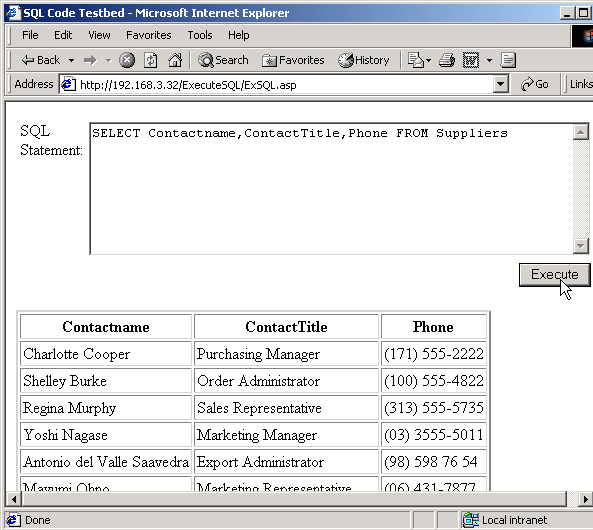 SQL Code Testbed - Microsoft Internet Explorer
File Edit View Favorites Tools Help
Back Search Favorites History
Address http://192.168.3.32/ExecuteSQL/ExSQL.asp Go Links
SQL
Statement:
SELECT Contactname,ContactTitle,Phone FROM Suppliers
Execute
Contactname ContactTitle Phone
Charlotte Cooper Purchasing Manager (171) 555-2222
Shelley Burke Order Administrator (100) 555-4822
Regina Murphy Sales Representative (313) 555-5735
Yoshi Nagase Marketing Manager (03) 3555-5011
Antonio del Valle Saavedra Export Administrator (98) 598 76 54
Mayumi Ohno Marketing Representative (06) 431-7877
Done Local intranet